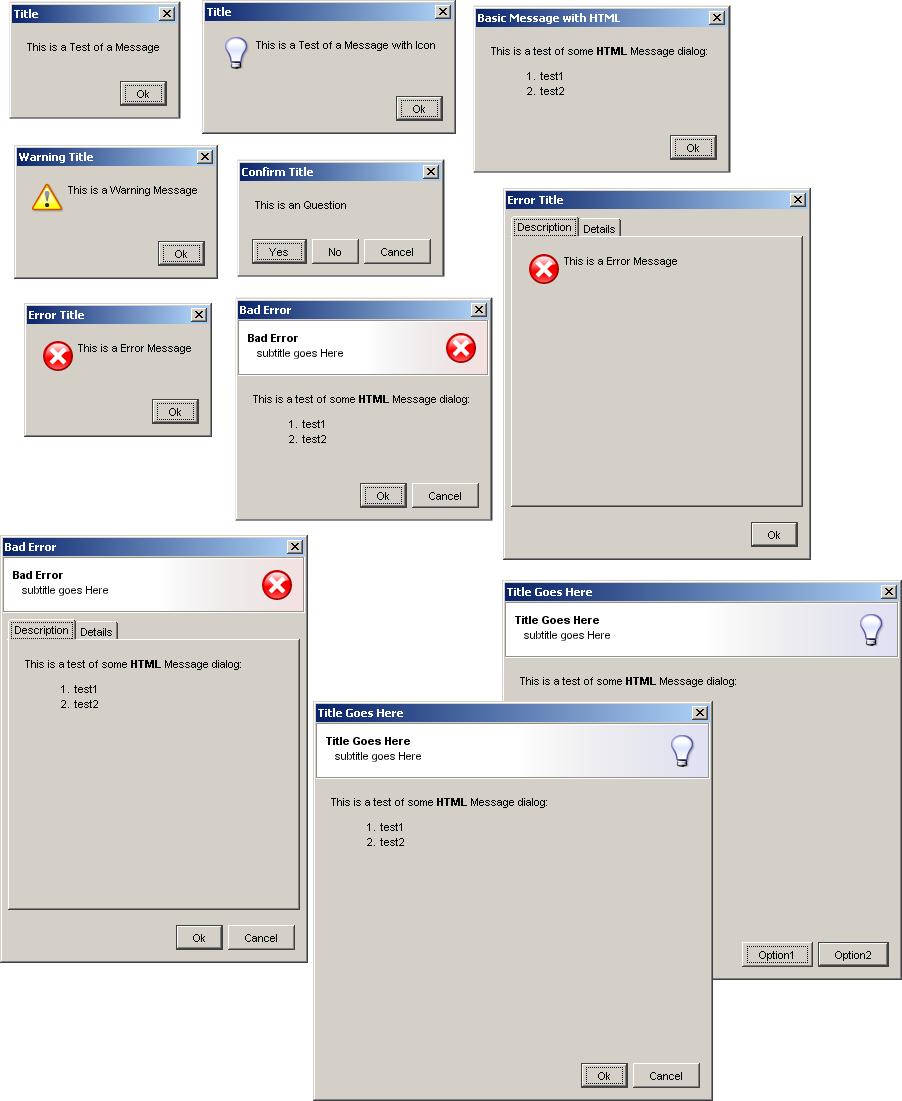 Title
This is a Test of a Message
Ok
Title
This is a Test of a Message with Icon
Ok
Basic Message with HTML
This is a test of some HTML Message dialog:
1. test1
2. test2
Ok
Warning Title
This is a Warning Message
Ok
Confirm Title
This is an Question
Yes No Cancel
Error Title
Description Details
This is a Error Message
Ok
Error Title
This is a Error Message
Ok
Bad Error
Bad Error
subtitle goes Here
This is a test of some HTML Message dialog:
1. test1
2. test2
Ok Cancel
Bad Error
Bad Error
subtitle goes Here
Description Details
This is a test of some HTML Message dialog:
1. test1
2. test2
Ok Cancel
Title Goes Here
Title Goes Here
subtitle goes Here
This is a test of some HTML Message dialog:
Option1 Option2
Title Goes Here
Title Goes Here
subtitle goes Here
This is a test of some HTML Message dialog:
1. test1
2. test2
Ok Cancel